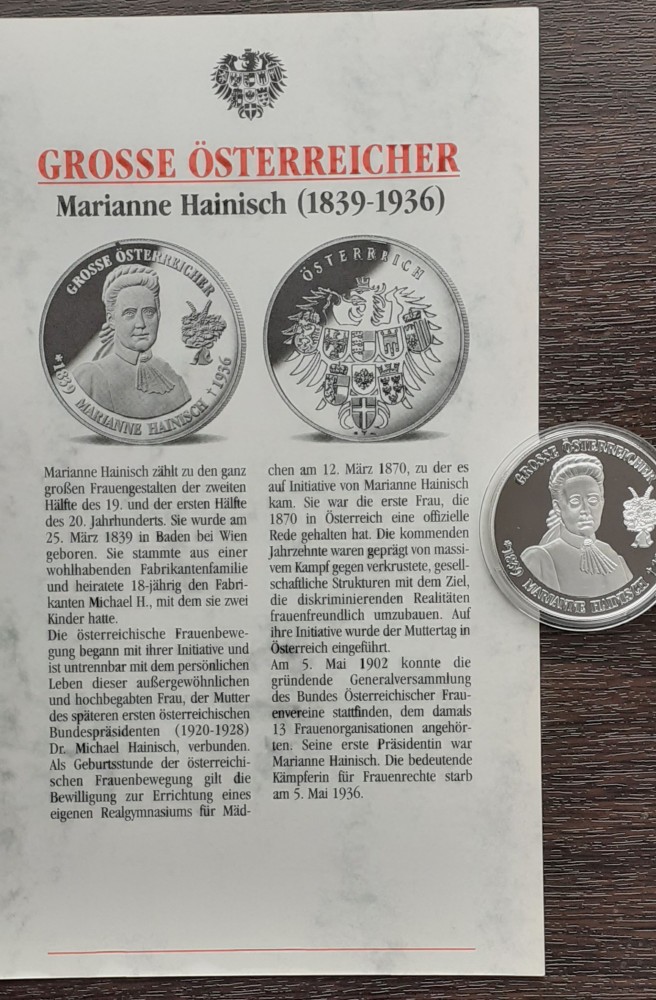 GROSSE ÖSTERREICHER
Marianne Hainisch (1839-1936)
GROSSE ÖSTERREICHER
*1839 MARIANNE HAINISCH †1936
ÖSTERRREICH
Marianne Hainisch zählt zu den ganz
großen Frauengestalten der zweiten
Hälfte des 19. und der ersten Hälfte
des 20. Jahrhunderts. Sie wurde am
25. März 1839 in Baden bei Wien
geboren. Sie stammte aus einer
wohlhabenden Fabrikantenfamilie
und heiratete 18-jährig den Fabri-
kanten Michael H., mit dem sie zwei
Kinder hatte.
Die österreichische Frauenbewe-
gung begann mit ihrer Initiative und
ist untrennbar mit dem persönlichen
Leben dieser außergewöhnlichen
und hochbegabten Frau, der Mutter
des späteren ersten österreichischen
Bundespräsidenten (1920-1928)
Dr. Michael Hainisch, verbunden.
Als Geburtsstunde der österreichi-
schen Frauenbewegung gilt die
Bewilligung zur Errichtung eines
eigenen Realgymnasiums für Mäd-
chen am 12. März 1870, zu der es
auf Initiative von Marianne Hainisch
kam. Sie war die erste Frau, die
1870 in Österreich eine offizielle
Rede gehalten hat. Die kommenden
Jahrzehnte waren geprägt von massi-
vem Kampf gegen verkrustete, gesell-
schaftliche Strukturen mit dem Ziel,
die diskriminierenden Realitäten
frauenfreundlich umzubauen. Auf
ihre Initiative wurde der Muttertag in
Österreich eingeführt.
Am 5. Mai 1902 konnte die
gründende Generalversammlung
des Bundes Österreichischer Frau-
envereine stattfinden, dem damals
13 Frauenorganisationen angehör-
ten. Seine erste Präsidentin war
Marianne Hainisch. Die bedeutende
Kämpferin für Frauenrechte starb
am 5. Mai 1936.
GROSSE ÖSTERREICHER
*1839 MARIANNE HAINISCH †